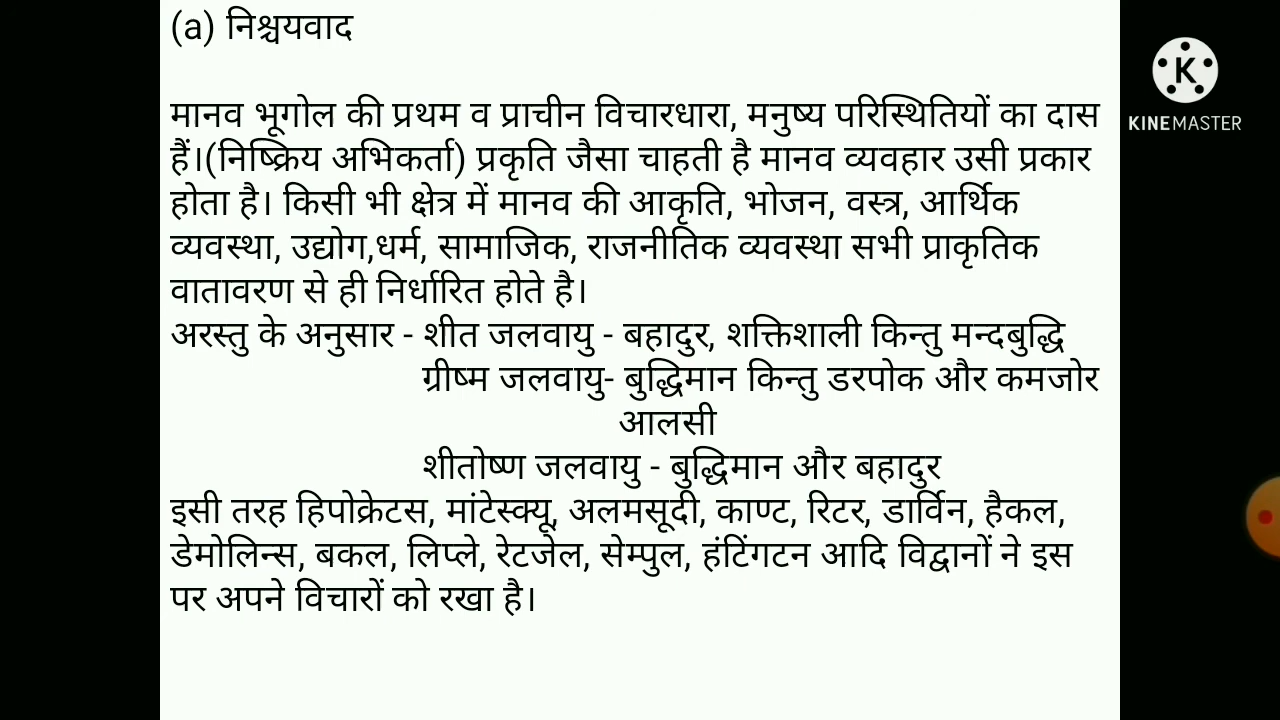 (a) निश्चयवाद
मानव भूगोल की प्रथम व प्राचीन विचारधारा, मनुष्य परिस्थितियों का दास
हैं।(निष्क्रिय अभिकर्ता) प्रकृति जैसा चाहती है मानव व्यवहार उसी प्रकार
होता है। किसी भी क्षेत्र में मानव की आकृति, भोजन, वस्त्र, आर्थिक
व्यवस्था, उद्योग,धर्म, सामाजिक, राजनीतिक व्यवस्था सभी प्राकृतिक
वातावरण से ही निर्धारित होते है।
अरस्तु के अनुसार - शीत जलवायु - बहादुर, शक्तिशाली किन्तु मन्दबुद्धि
ग्रीष्म जलवायु- बुद्धिमान किन्तु डरपोक और कमजोर
आलसी
शीतोष्ण जलवायु - बुद्धिमान और बहादुर
इसी तरह हिपोक्रेटस, मांटेस्क्यू, अलमसूदी, काण्ट, रिटर, डार्विन, हैकल,
डेमोलिन्स, बकल, लिप्ले, रेटजेल, सेम्पुल, हंटिंगटन आदि विद्वानों ने इस
पर अपने विचारों को रखा है।
K
KINEMASTER